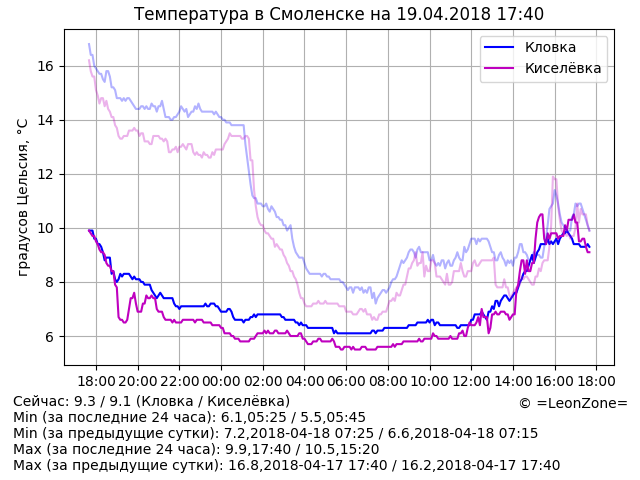 Температура в Смоленске на 19.04.2018 17:40
Кловка
Киселёвка
градусов Цельсия, °C
16
14
12
10
8
6
18:00 20:00 22:00 00:00 02:00 04:00 06:00 08:00 10:00 12:00 14:00 16:00 18:00
Сейчас: 9.3 / 9.1 (Кловка / Киселёвка)
© =LeonZone=
Min (за последние 24 часа): 6.1,05:25 / 5.5,05:45
Min (за предыдущие сутки): 7.2,2018-04-18 07:25 / 6.6,2018-04-18 07:15
Max (за последние 24 часа): 9.9,17:40 / 10.5,15:20
Max (за предыдущие сутки): 16.8,2018-04-17 17:40 / 16.2,2018-04-17 17:40